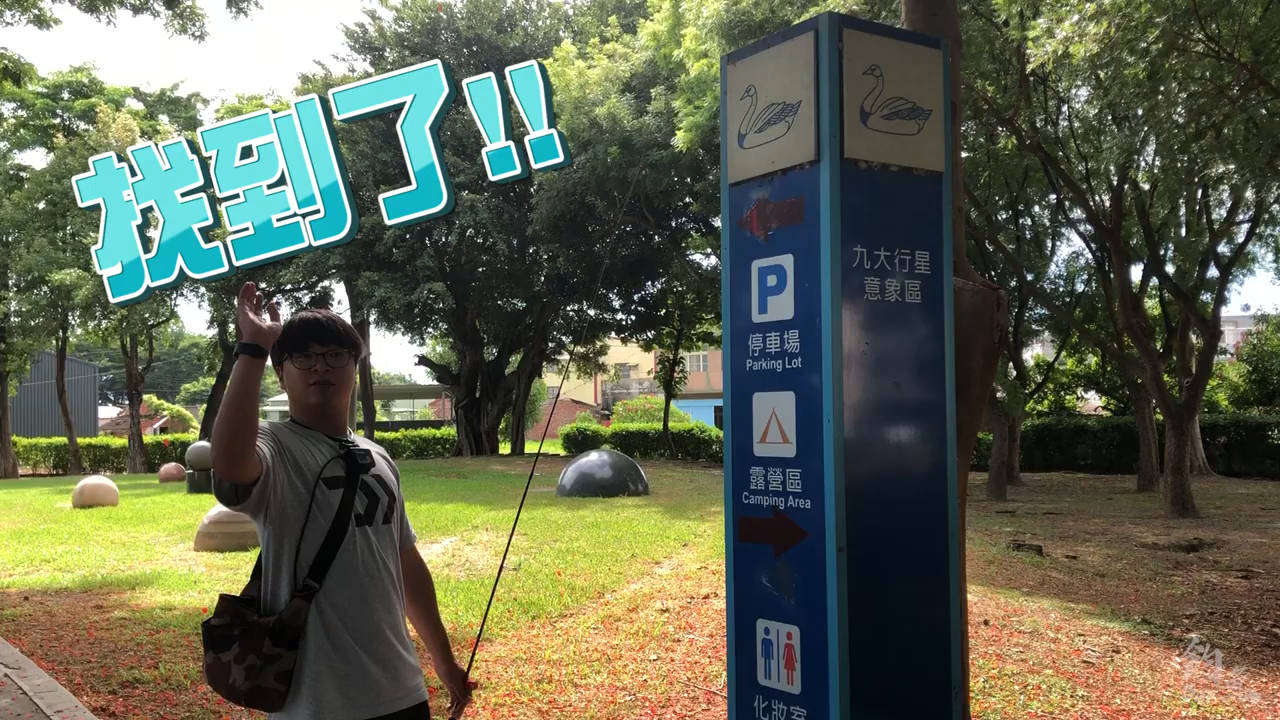 找到了!!
P
停車場
Parking Lot
露營區
Camping Area
化妝室
九大行星
意象區